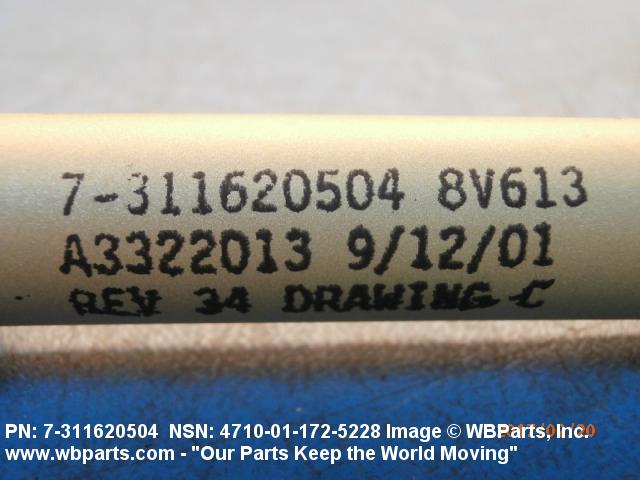 7-311620504 8V613
A3322013 9/12/01
REV 34 DRAWING C
PN: 7-311620504 NSN: 4710-01-172-5228 Image © WBParts, Inc.
www.wbparts.com - "Our Parts Keep the World Moving"